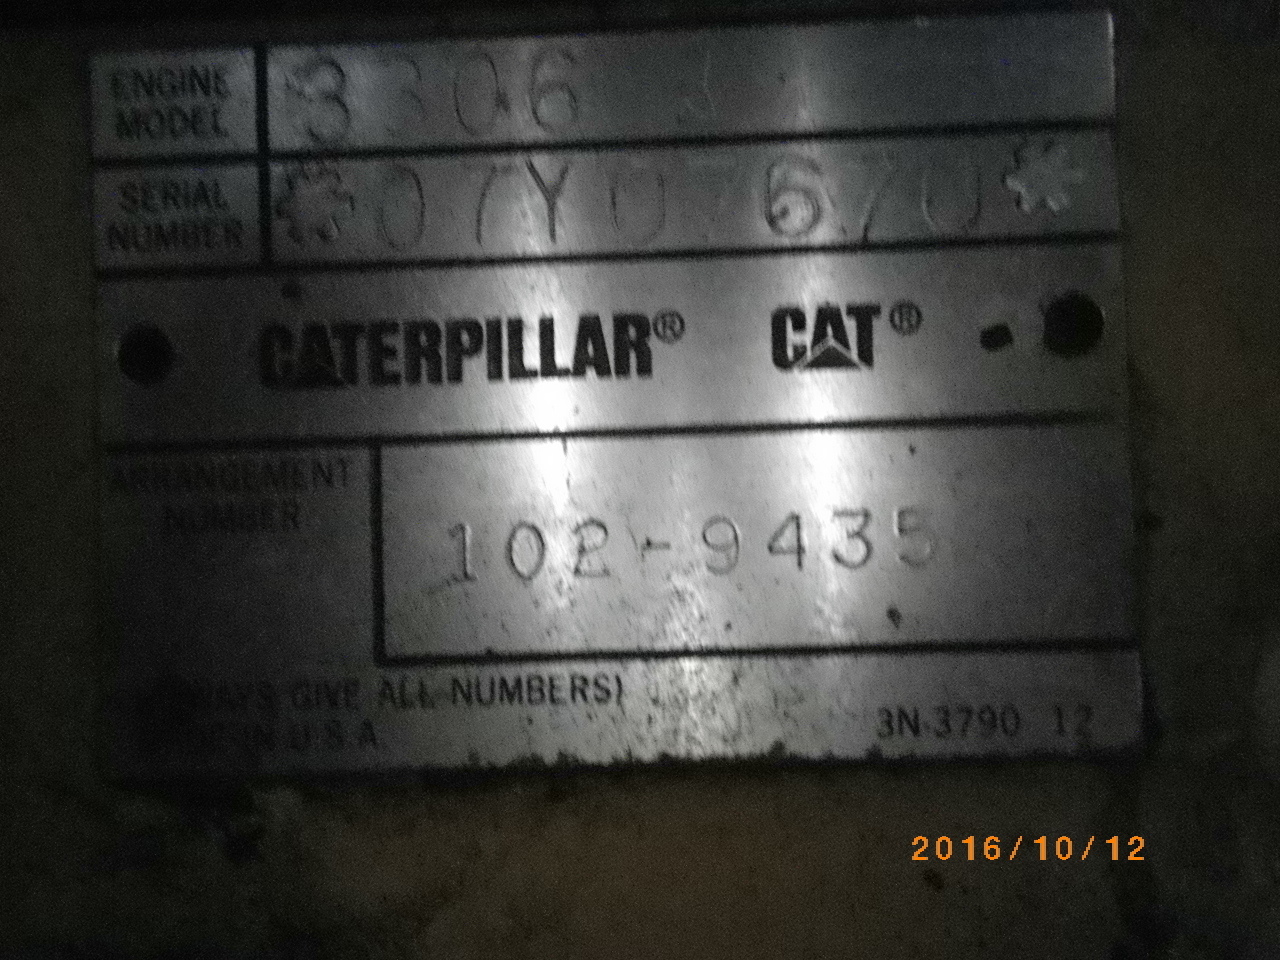 ENGINE MODEL 3306
SERIAL NUMBER
CATERPILLAR® CAT®
ARRANGEMENT NUMBER 102-9435
GIVE ALL NUMBERS)
IN U.S.A.
3N-3790 12
2016/10/12